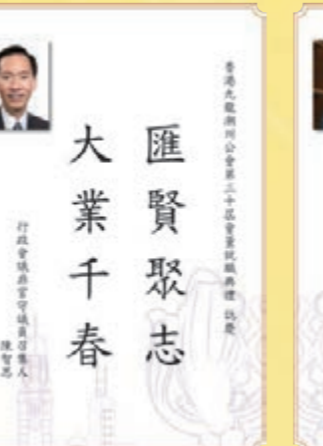 香港九龍潮州公會第三十屆會董就職典禮 誌慶
匯賢聚志
大業千春
行政會議非官守議員召集人
陳智思